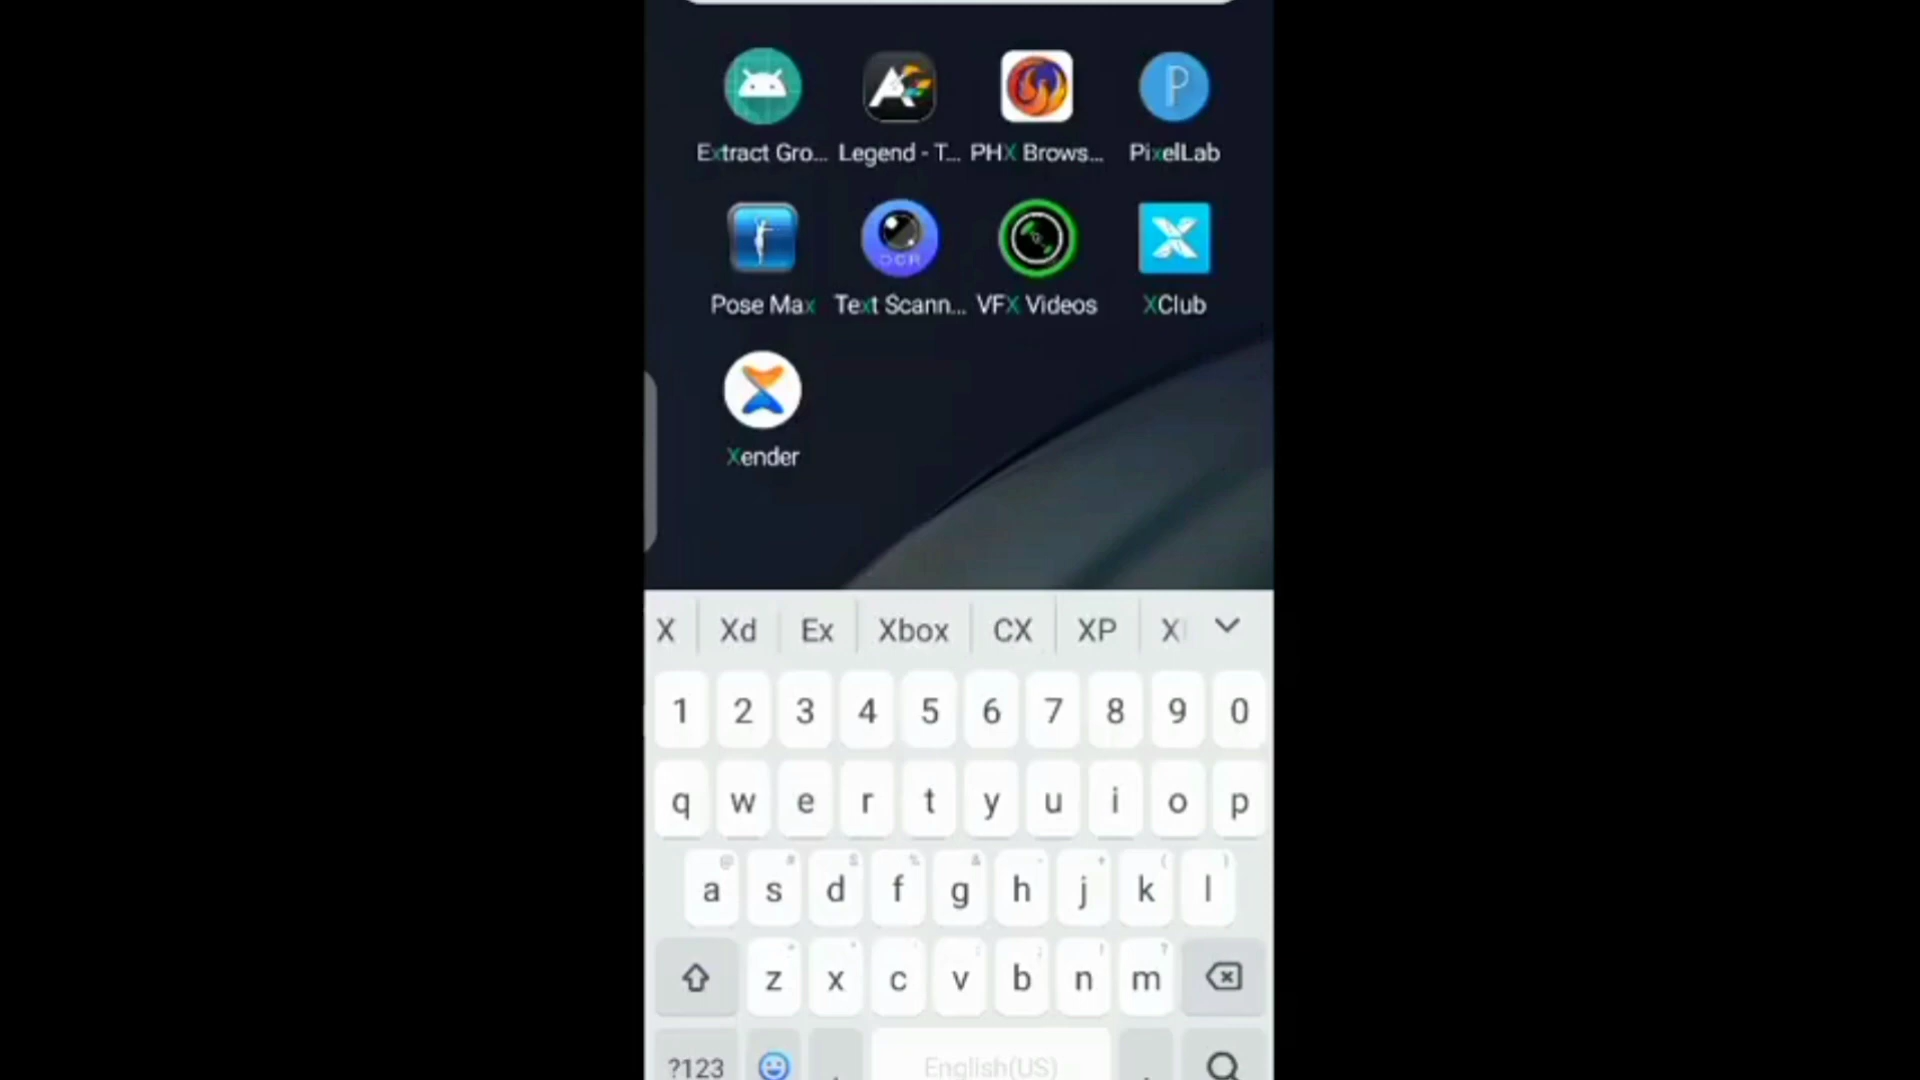 Extract Gro... Legend - T... PHX Brows... PixelLab
OCR
Pose Max Text Scann... VFX Videos XClub
Xender
X Xd Ex Xbox CX XP
1 2 3 4 5 6 7 8 9 0
q w e r t y u i o p
a s d f g h j k l
z x c v b n m
?123 , English(US) .